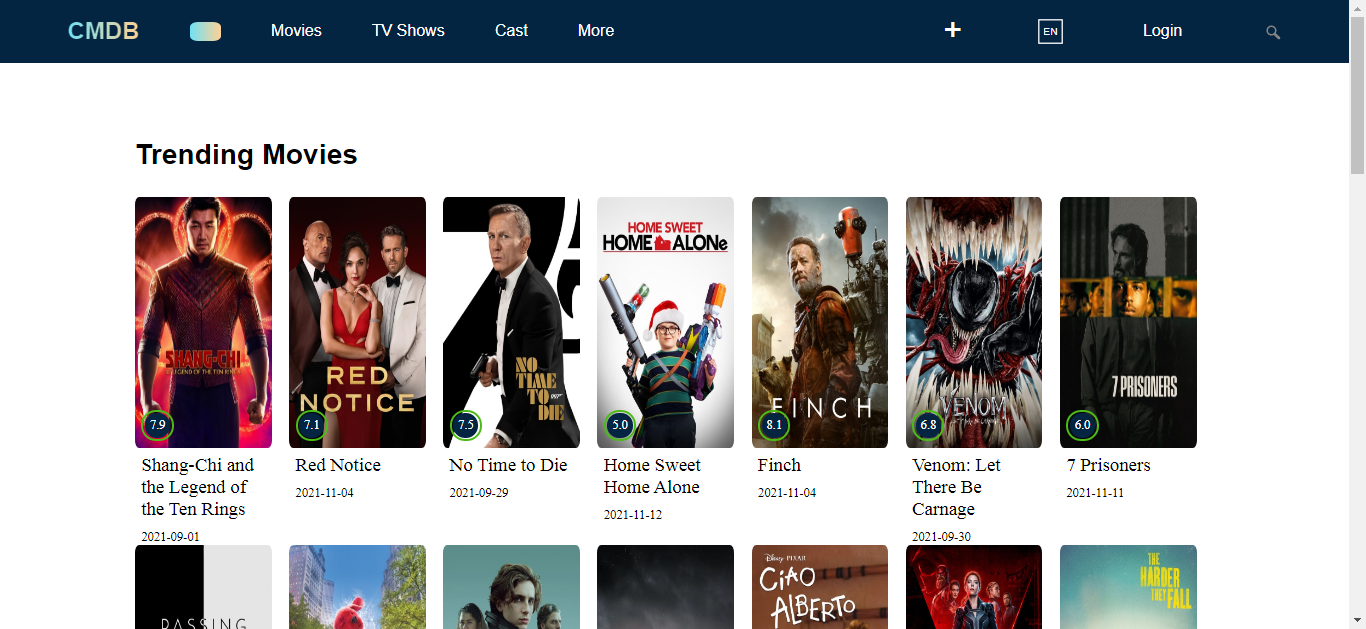 CMDB
Movies
TV Shows
Cast
More
+
EN
Login
Trending Movies
SHANG-CHI
LEGEND OF THE TEN RINGS
7.9
Shang-Chi and
the Legend of
the Ten Rings
2021-09-01
RED
NOTICE
7.1
Red Notice
2021-11-04
NO
TIME
TO
DIE
007
7.5
No Time to Die
2021-09-29
HOME SWEET
HOME ALONe
5.0
Home Sweet
Home Alone
2021-11-12
FINCH
8.1
Finch
2021-11-04
VENOM
6.8
Venom: Let
There Be
Carnage
2021-09-30
7 PRISONERS
6.0
7 Prisoners
2021-11-11
PASSING
Disney PIXAR
CiAO
ALBERTO
THE
HARDER
THEY
FALL